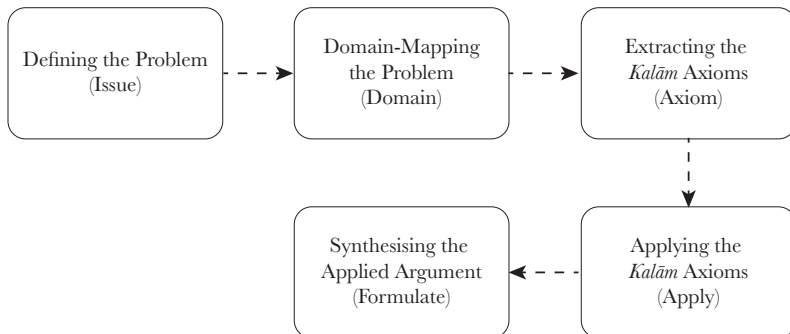 Defining the Problem
(Issue)
Domain-Mapping
the Problem
(Domain)
Extracting the
Kalām Axioms
(Axiom)
Applying the
Kalām Axioms
(Apply)
Synthesising the
Applied Argument
(Formulate)